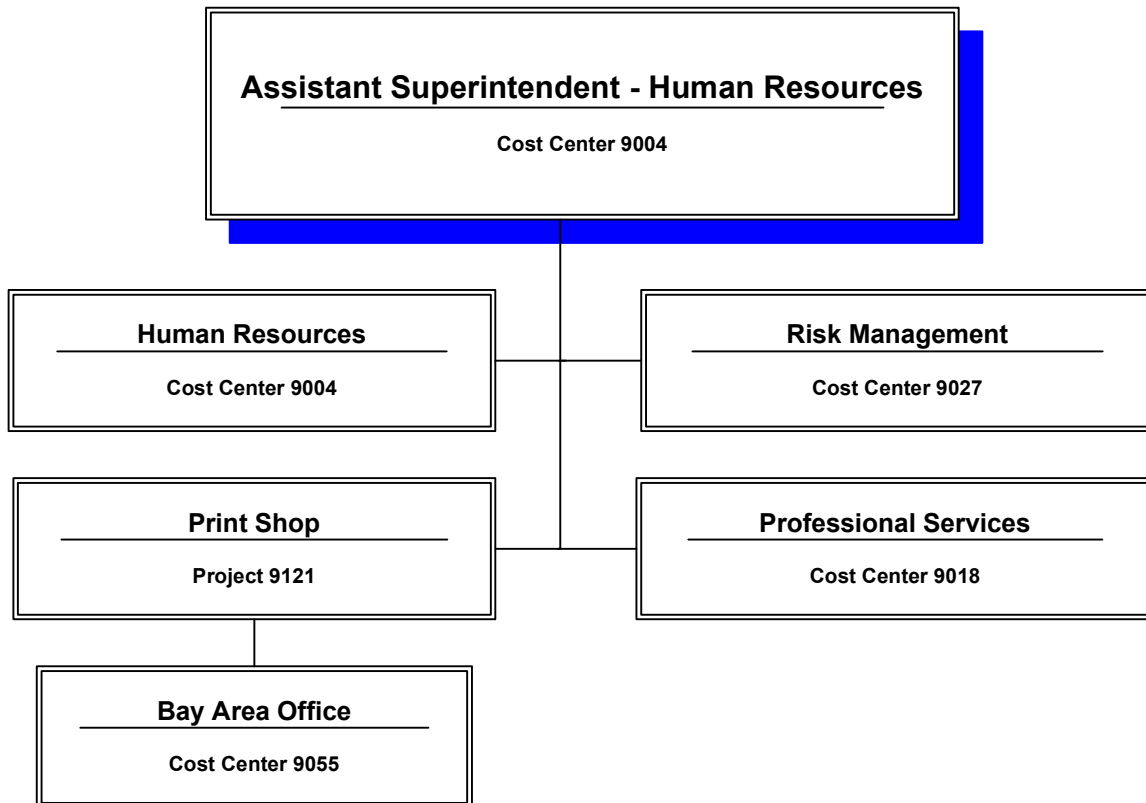 Assistant Superintendent - Human Resources
Cost Center 9004
Human Resources
Cost Center 9004
Risk Management
Cost Center 9027
Print Shop
Project 9121
Professional Services
Cost Center 9018
Bay Area Office
Cost Center 9055